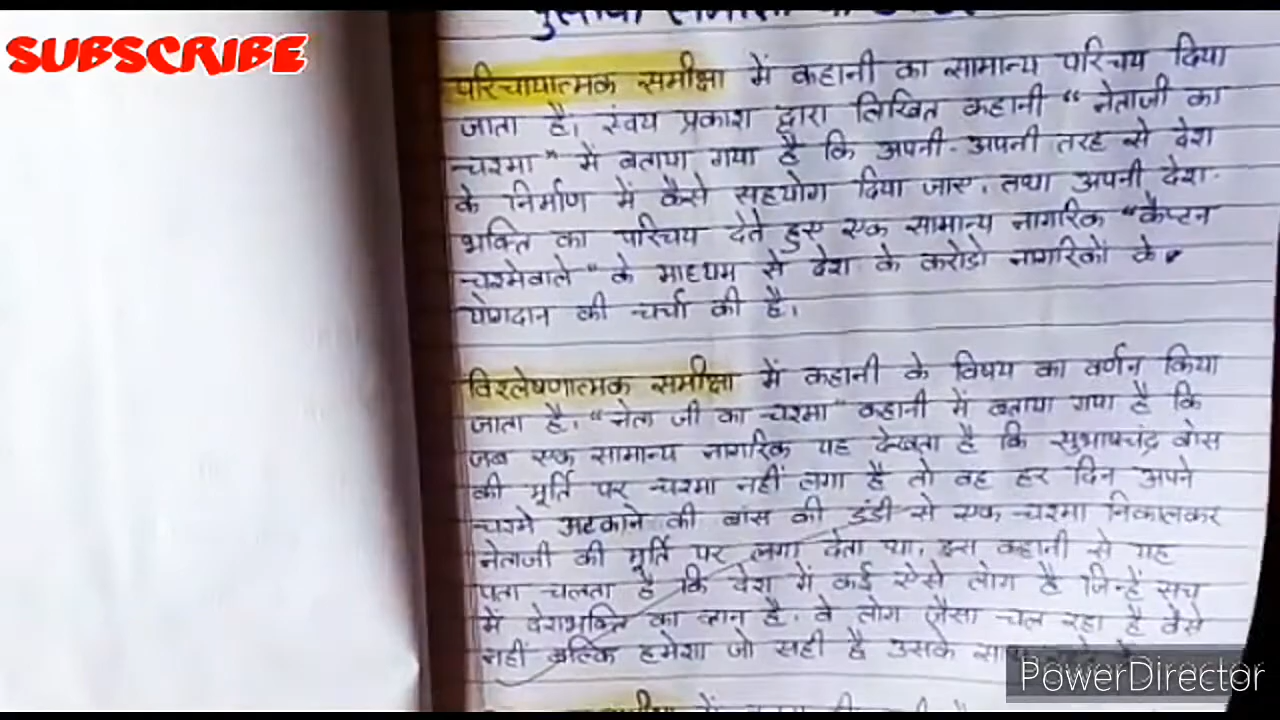 SUBSCRIBE
परिचायात्मक समीक्षा में कहानी का सामान्य परिचय दिया
जाता है। स्वंय प्रकाश द्वारा लिखित कहानी “नेताजी का
चश्मा” में बताया गया है कि अपनी-अपनी तरह से देश
के निर्माण में कैसे सहयोग दिया जाए, तथा अपनी देश-
भक्ति का परिचय देते हुए एक सामान्य नागरिक “कैप्टन
चश्मेवाले” के माध्यम से देश के करोडो नागरिकों के
योगदान की चर्चा की है।
विश्लेषणात्मक समीक्षा में कहानी के विषय का वर्णन किया
जाता है। “नेता जी का चश्मा” कहानी में बताया गया है कि
जब एक सामान्य नागरिक यह देखता है कि सुभाषचंद्र बोस
की मूर्ति पर चश्मा नहीं लगा है तो वह हर दिन अपने
चश्मे अटकाने की बांस की डंडी से एक चश्मा निकालकर
नेताजी की मूर्ति पर लगा देता था। इस कहानी से यह
पता चलता है कि देश में कई ऐसे लोग है जिन्हें सच
में देशभक्ति का ज्ञान है। वे लोग जैसा चल रहा है वैसे
नहीं बल्कि हमेशा जो सही है उसके साथ
PowerDirector